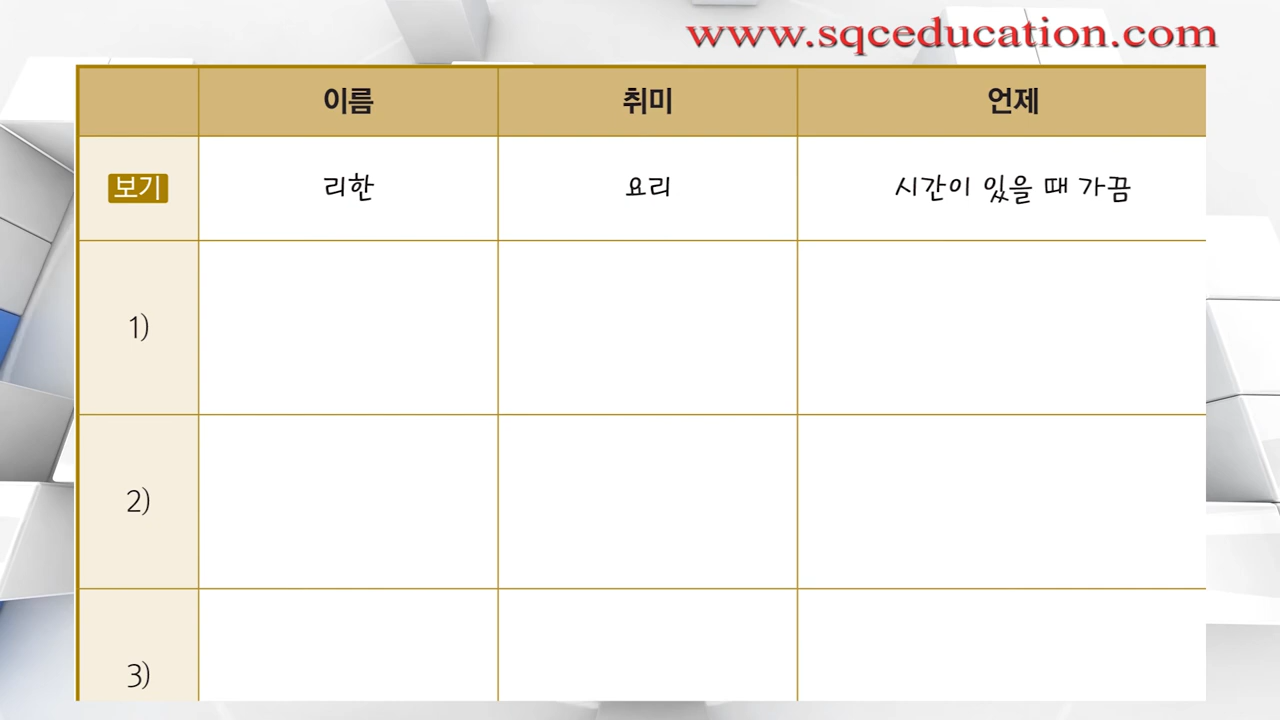 www.sqceducation.com
이름 취미 언제
보기 리한 요리 시간이 있을 때 가끔
1)
2)
3)